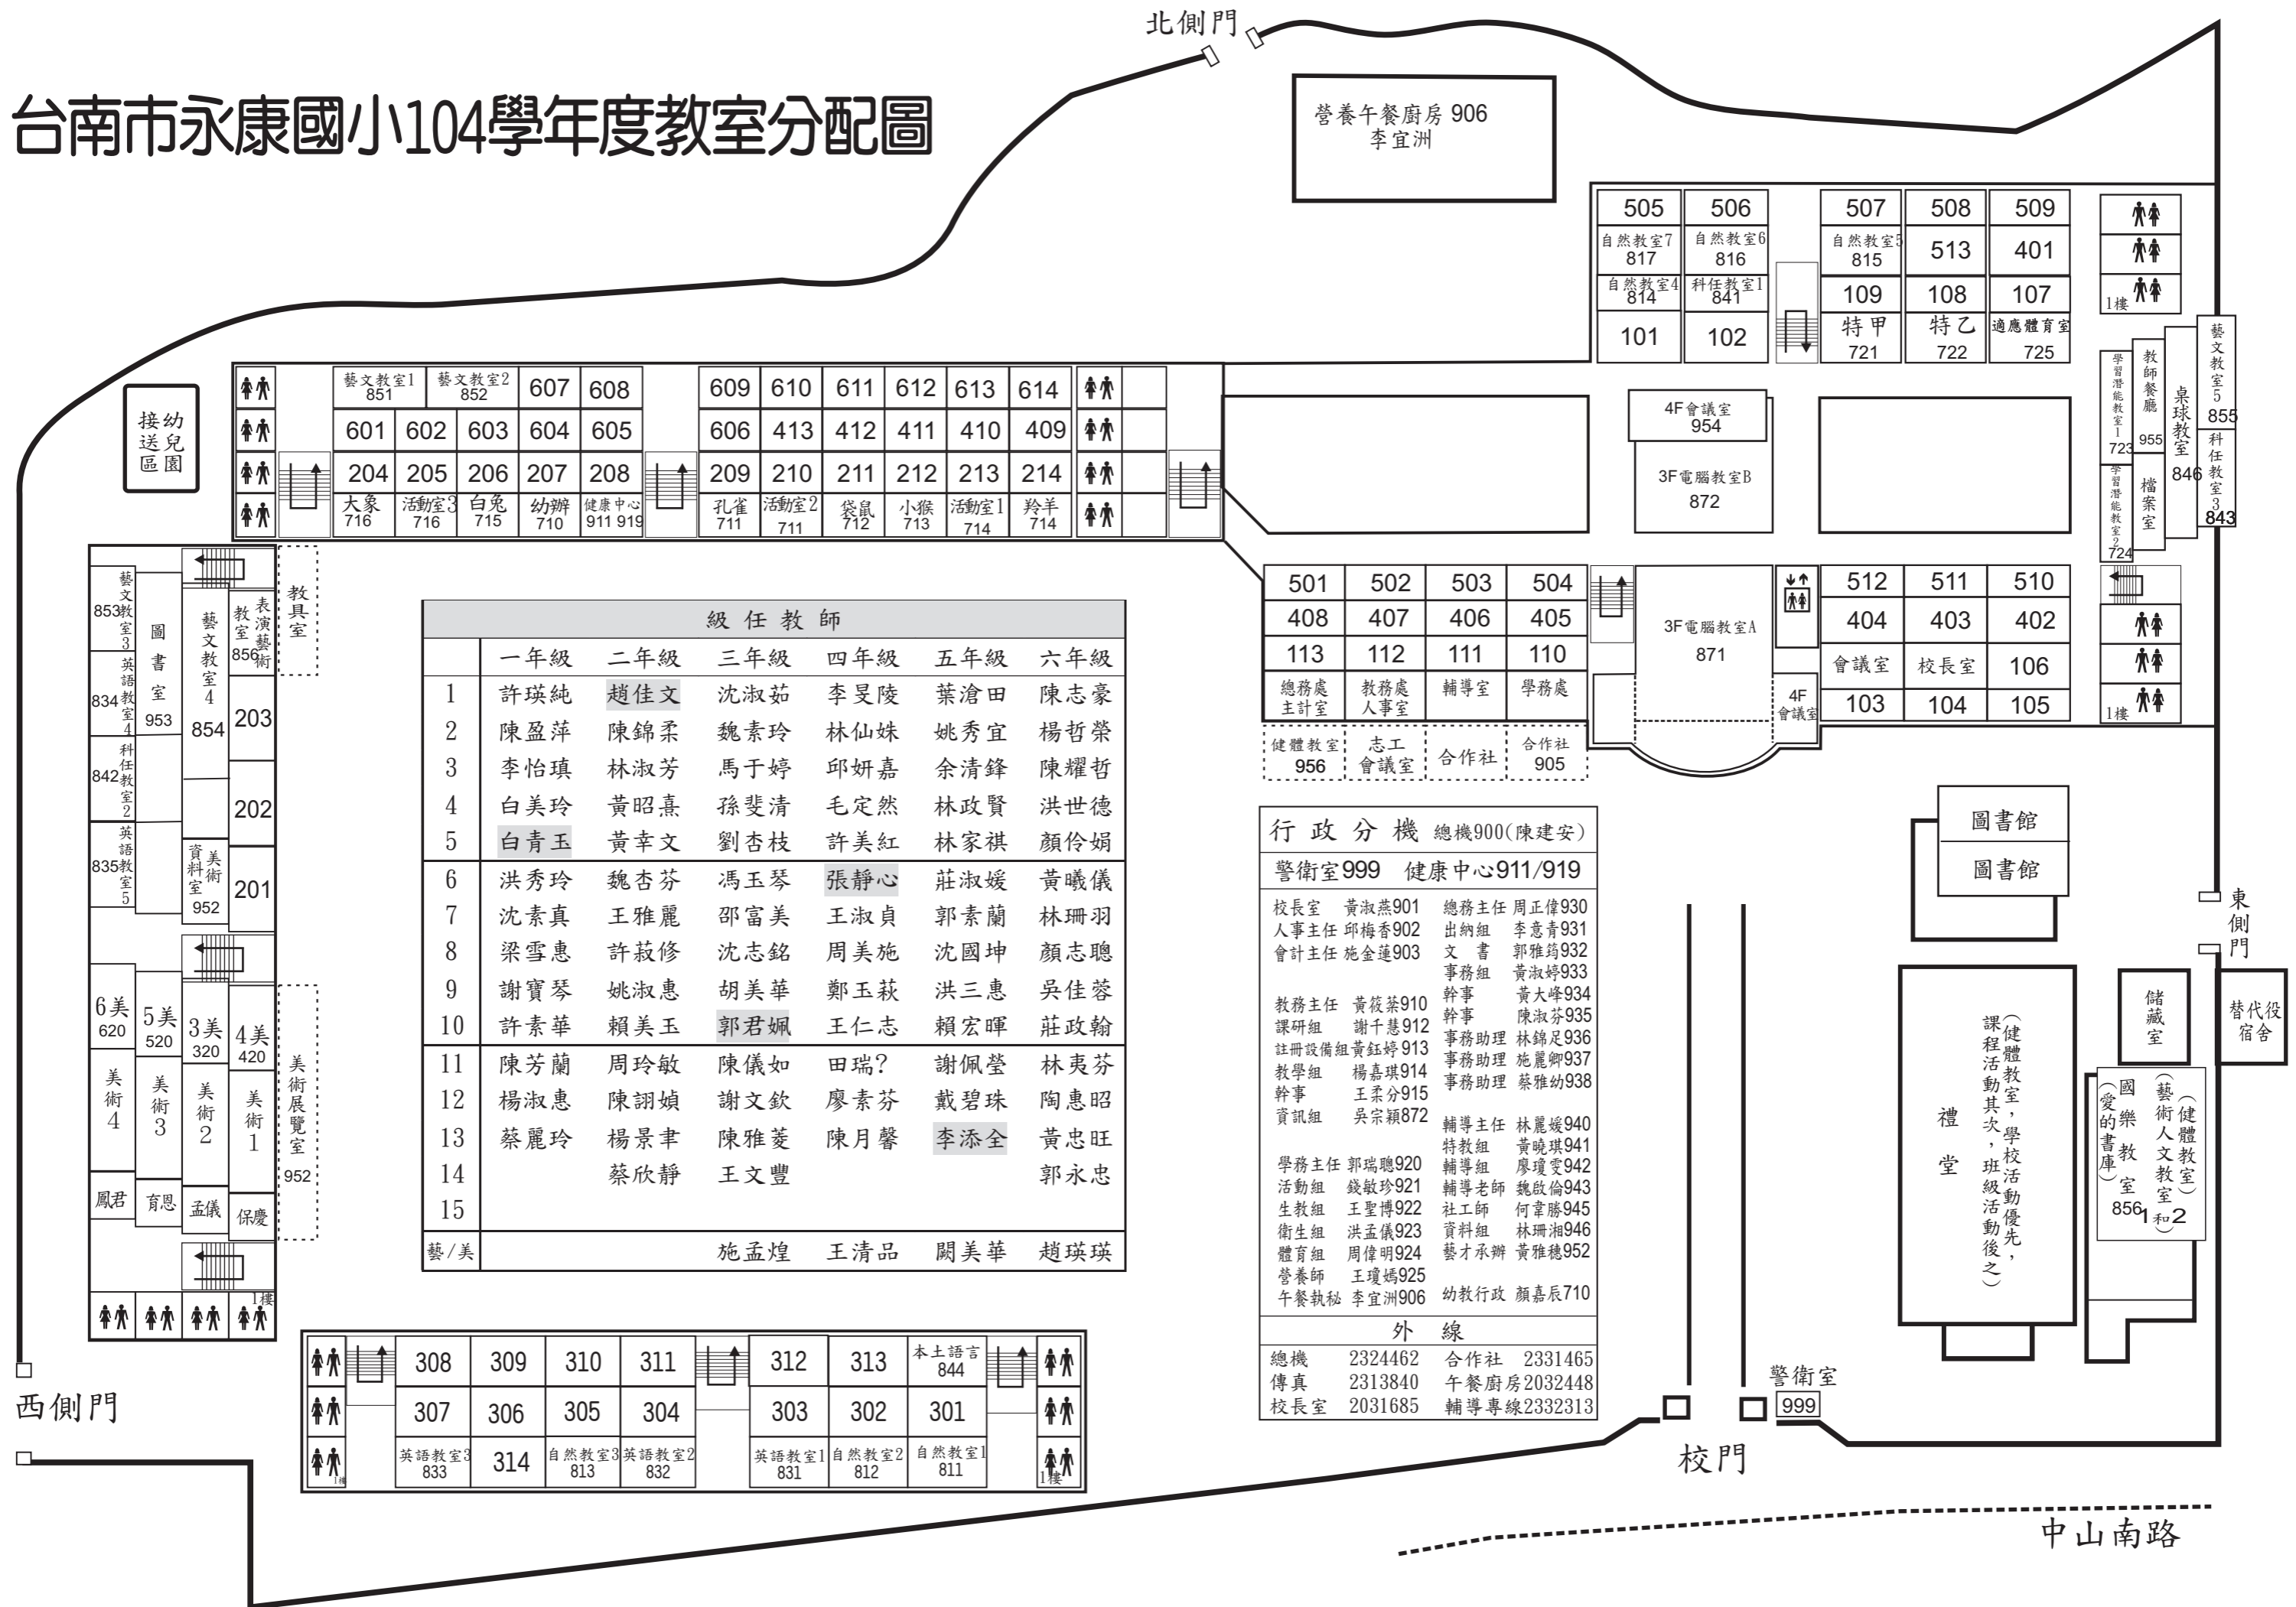 台南市永康國小104學年度教室分配圖
北側門
營養午餐廚房 906
李宜洲
505 506 507 508 509
自然教室7 817 自然教室6 816 自然教室5 815 513 401
自然教室4 814 科任教室1 841 109 108 107
1樓
101 102 特甲 721 特乙 722 適應體育室 725
藝文教室5 855
科任教室3 843
桌球教室 846
教師餐廳 955
檔案室
學習潛能教室1 723
學習潛能教室2 724
4F會議室
954
3F電腦教室B
872
幼兒園接送區
藝文教室1 851 藝文教室2 852 607 608 609 610 611 612 613 614
601 602 603 604 605 606 413 412 411 410 409
204 205 206 207 208 209 210 211 212 213 214
大象 716 活動室3 716 白兔 715 幼辦 710 健康中心 911 919 孔雀 711 活動室2 711 袋鼠 712 小猴 713 活動室1 714 羚羊 714
501 502 503 504
408 407 406 405
113 112 111 110
總務處 主計室 教務處 人事室 輔導室 學務處
健體教室 956 志工 會議室 合作社 合作社 905
3F電腦教室A
871
4F
會議室
512 511 510
404 403 402
會議室 校長室 106
103 104 105
1樓
藝文教室3 853
英語教室4 834
科任教室2 842
英語教室5 835
圖書室 953
藝文教室4 854
美術資料室 952
表演藝術教室 856
203
202
201
教具室
6美 620
5美 520
3美 320
4美 420
美術4
美術3
美術2
美術1
美術展覽室 952
鳳君 育恩 孟儀 保慶
1樓
級任教師
一年級 二年級 三年級 四年級 五年級 六年級
1 許瑛純 趙佳文 沈淑茹 李旻陵 葉滄田 陳志豪
2 陳盈萍 陳錦柔 魏素玲 林仙姝 姚秀宜 楊哲榮
3 李怡瑱 林淑芳 馬于婷 邱妍嘉 余清鋒 陳耀哲
4 白美玲 黃昭熹 孫斐清 毛定然 林政賢 洪世德
5 白青玉 黃幸文 劉杏枝 許美紅 林家祺 顏伶娟
6 洪秀玲 魏杏芬 馮玉琴 張靜心 莊淑媛 黃曦儀
7 沈素真 王雅麗 邵富美 王淑貞 郭素蘭 林珊羽
8 梁雪惠 許菽修 沈志銘 周美施 沈國坤 顏志聰
9 謝寶琴 姚淑惠 胡美華 鄭玉萩 洪三惠 吳佳蓉
10 許素華 賴美玉 郭君姵 王仁志 賴宏暉 莊政翰
11 陳芳蘭 周玲敏 陳儀如 田瑞? 謝佩瑩 林夷芬
12 楊淑惠 陳詡媜 謝文欽 廖素芬 戴碧珠 陶惠昭
13 蔡麗玲 楊景聿 陳雅菱 陳月馨 李添全 黃忠旺
14 蔡欣靜 王文豐 郭永忠
15
藝/美 施孟煌 王清品 闕美華 趙瑛瑛
行政分機 總機900(陳建安)
警衛室999 健康中心911/919
校長室 黃淑燕901 總務主任 周正偉930
人事主任 邱梅香902 出納組 李意青931
會計主任 施金蓮903 文書 郭雅筠932
事務組 黃淑婷933
幹事 黃大峰934
教務主任 黃筱棻910 幹事 陳淑芬935
課研組 謝千慧912 事務助理 林錦足936
註冊設備組 黃鈺婷913 事務助理 施麗卿937
教學組 楊嘉琪914 事務助理 蔡雅幼938
幹事 王柔分915
資訊組 吳宗穎872 輔導主任 林麗媛940
特教組 黃曉琪941
學務主任 郭瑞聰920 輔導組 廖瓊雯942
活動組 錢敏珍921 輔導老師 魏啟倫943
生教組 王聖博922 社工師 何韋勝945
衛生組 洪孟儀923 資料組 林珊湘946
體育組 周偉明924 藝才承辦 黃雅穗952
營養師 王瓊嫣925
午餐執秘 李宜洲906 幼教行政 顏嘉辰710
外線
總機 2324462 合作社 2331465
傳真 2313840 午餐廚房2032448
校長室 2031685 輔導專線2332313
圖書館
圖書館
東側門
儲藏室
替代役宿舍
禮堂
(健體教室,學校活動優先,
課程活動其次,班級活動後之)
(健體教室)
(藝術人文教室1和2)
國樂教室 856
(愛的書庫)
警衛室
999
校門
中山南路
西側門
308 309 310 311 312 313 本土語言 844
307 306 305 304 303 302 301
英語教室3 833 314 自然教室3 813 英語教室2 832 英語教室1 831 自然教室2 812 自然教室1 811
1樓 1樓